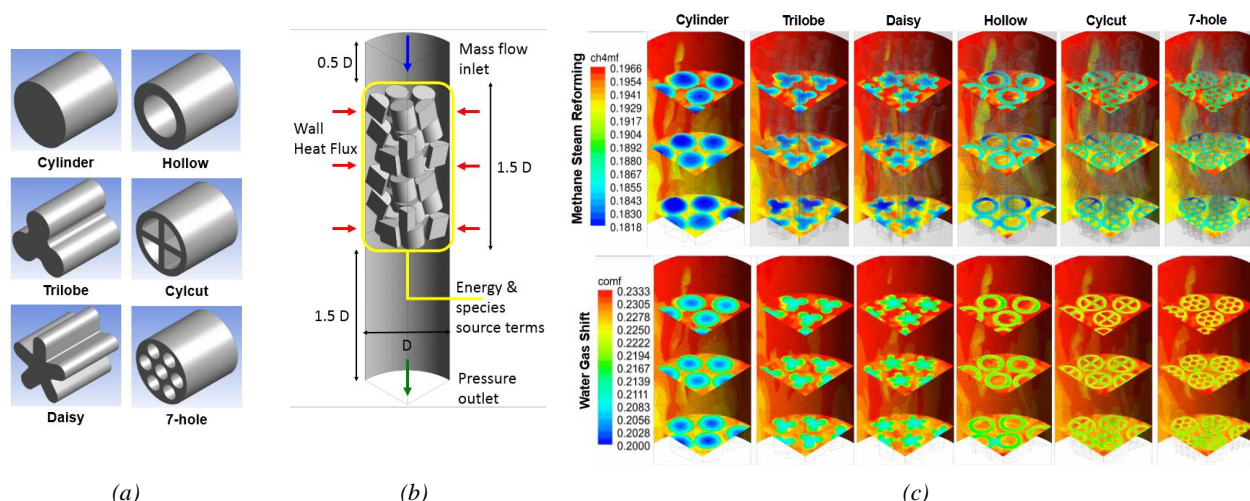 Cylinder
Hollow
Trilobe
Cylcut
Daisy
7-hole
(a)
0.5 D
Mass flow
inlet
Wall
Heat Flux
1.5 D
1.5 D
Energy &
species
source terms
D
Pressure
outlet
(b)
Cylinder
Trilobe
Daisy
Hollow
Cylcut
7-hole
Methane Steam Reforming
ch4mf
0.1966
0.1954
0.1941
0.1929
0.1916
0.1904
0.1892
0.1879
0.1867
0.1855
0.1843
0.1830
0.1818
Water Gas Shift
comf
0.2333
0.2305
0.2278
0.2250
0.2222
0.2194
0.2167
0.2139
0.2111
0.2083
0.2056
0.2028
0.2000
(c)